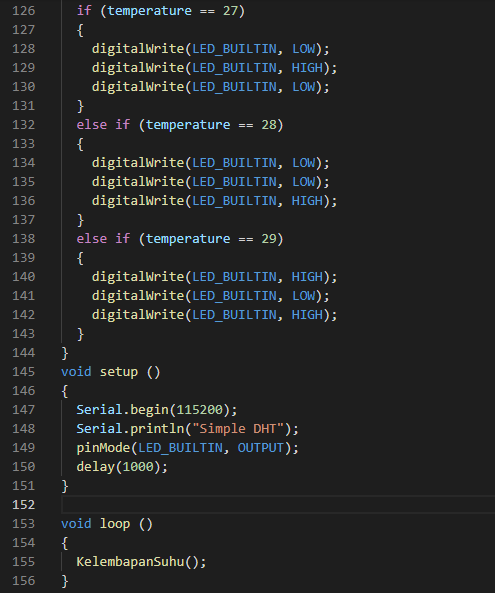 126 if (temperature == 27)
127 {
128 digitalWrite(LED_BUILTIN, LOW);
129 digitalWrite(LED_BUILTIN, HIGH);
130 digitalWrite(LED_BUILTIN, LOW);
131 }
132 else if (temperature == 28)
133 {
134 digitalWrite(LED_BUILTIN, LOW);
135 digitalWrite(LED_BUILTIN, LOW);
136 digitalWrite(LED_BUILTIN, HIGH);
137 }
138 else if (temperature == 29)
139 {
140 digitalWrite(LED_BUILTIN, HIGH);
141 digitalWrite(LED_BUILTIN, LOW);
142 digitalWrite(LED_BUILTIN, HIGH);
143 }
144 }
145 void setup ()
146 {
147 Serial.begin(115200);
148 Serial.println("Simple DHT");
149 pinMode(LED_BUILTIN, OUTPUT);
150 delay(1000);
151 }
152
153 void loop ()
154 {
155 KelembapanSuhu();
156 }